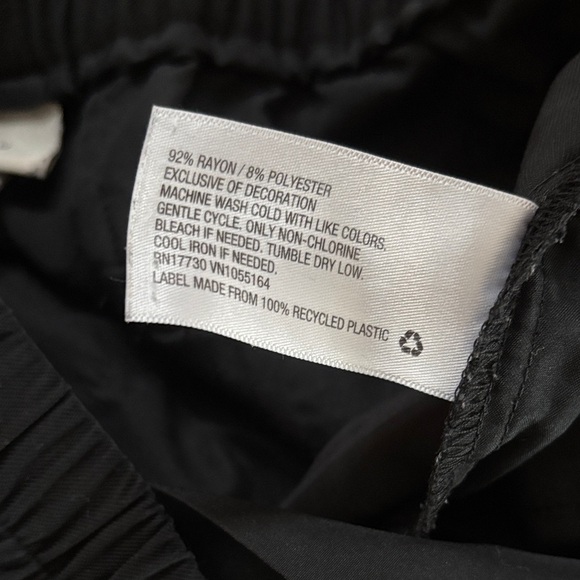 92% RAYON / 8% POLYESTER
EXCLUSIVE OF DECORATION
MACHINE WASH COLD WITH LIKE COLORS.
GENTLE CYCLE. ONLY NON-CHLORINE
BLEACH IF NEEDED. TUMBLE DRY LOW.
COOL IRON IF NEEDED.
RN17730 VN1055164
LABEL MADE FROM 100% RECYCLED PLASTIC